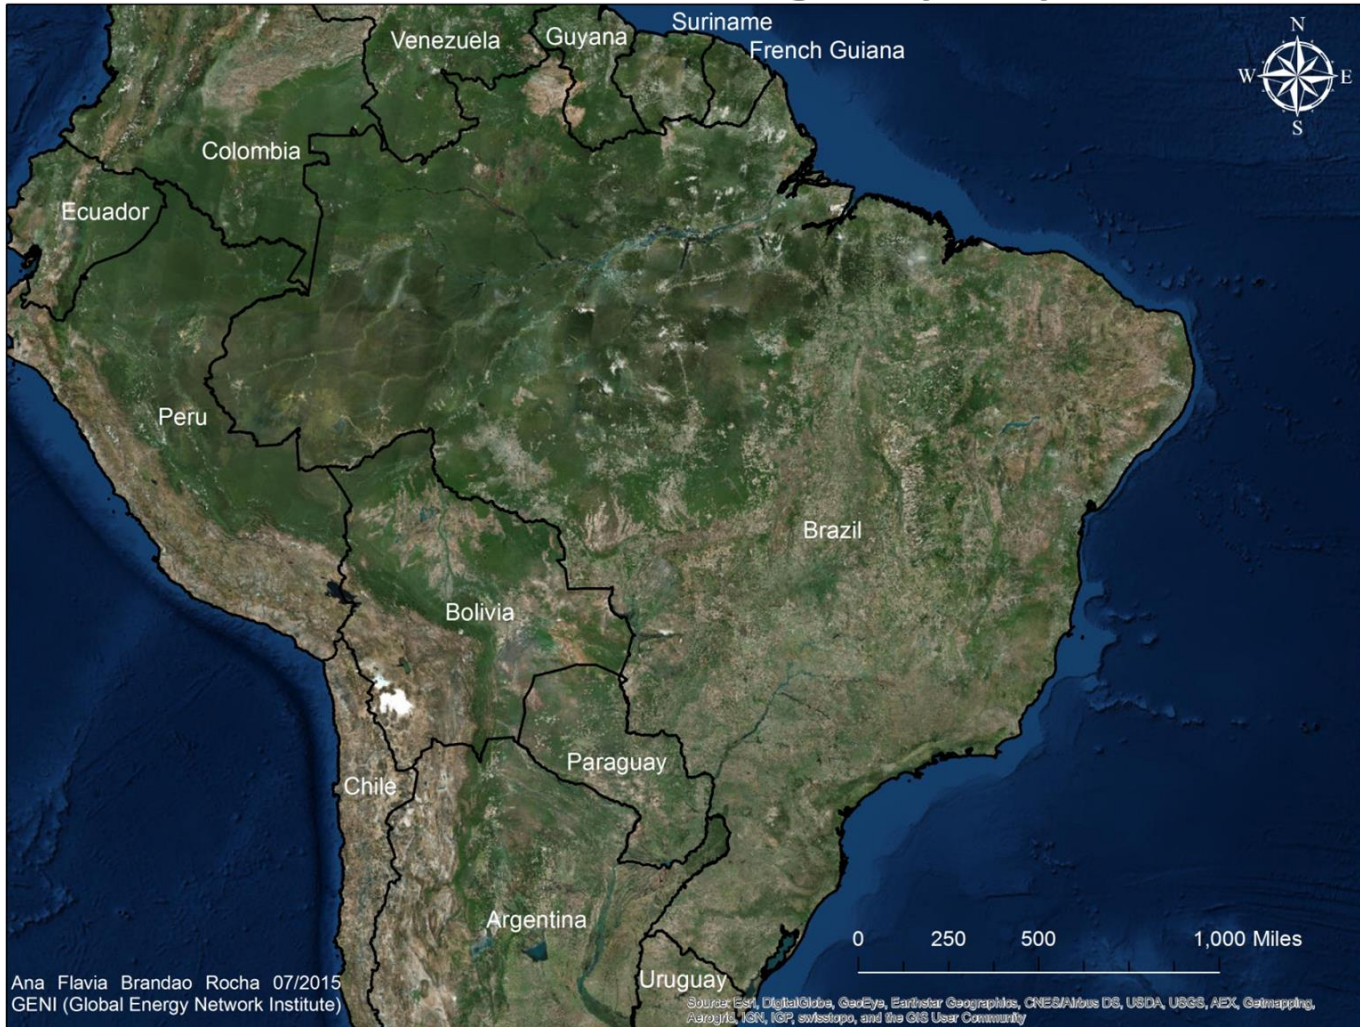 Suriname
Venezuela
Guyana
French Guiana
N
W E
S
Colombia
Ecuador
Peru
Brazil
Bolivia
Paraguay
Chile
Argentina
0 250 500 1,000 Miles
Uruguay
Ana Flavia Brandao Rocha 07/2015
GENI (Global Energy Network Institute)
Source: Esri, DigitalGlobe, GeoEye, Earthstar Geographics, CNES/Airbus DS, USDA, USGS, AEX, Getmapping,
Aerogrid, IGN, IGP, swisstopo, and the GIS User Community